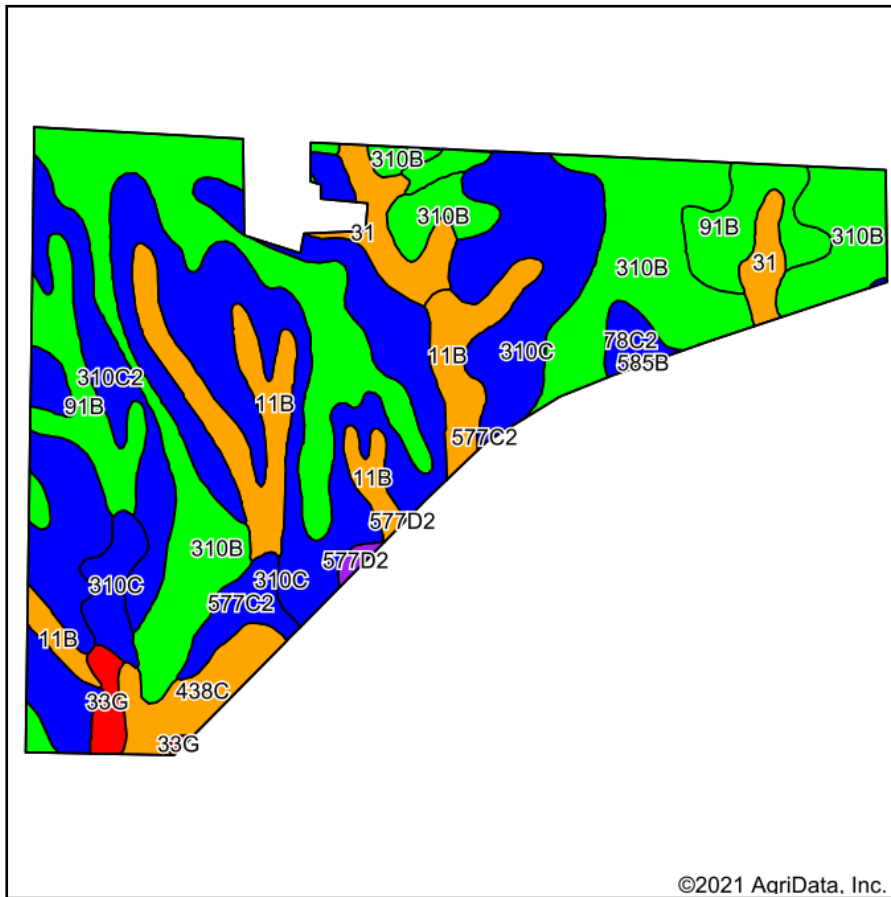 310B
310B
31
91B
310B
310B
31
78C2
585B
11B
310C
310C2
91B
11B
577C2
11B
577D2
310B
577D2
310C
310C
577C2
11B
438C
33G
33G
©2021 AgriData, Inc.